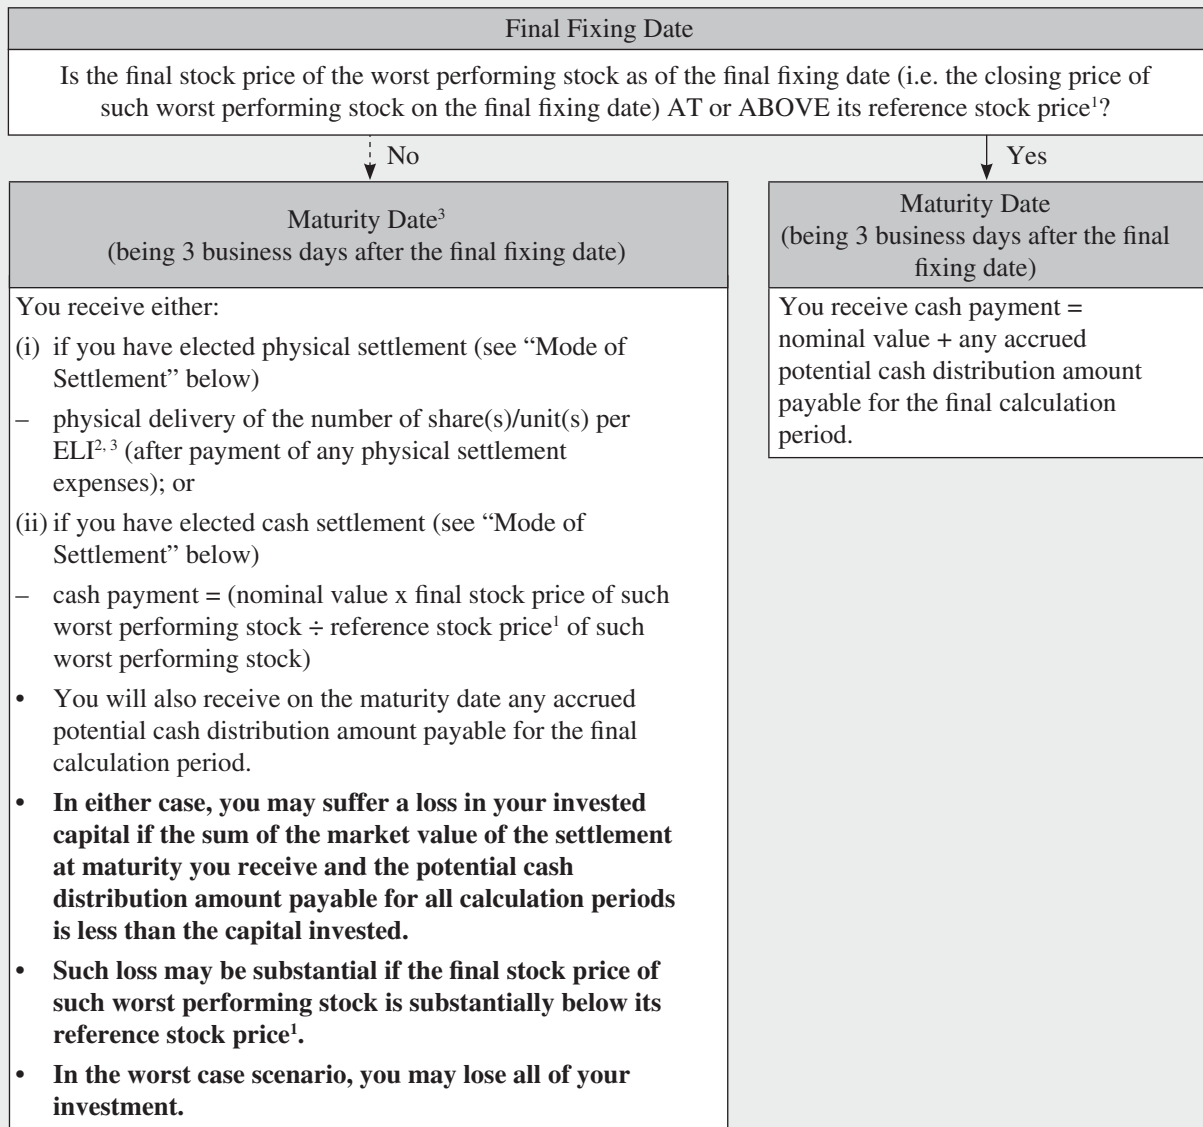 Final Fixing Date
Is the final stock price of the worst performing stock as of the final fixing date (i.e. the closing price of
such worst performing stock on the final fixing date) AT or ABOVE its reference stock price¹?
No
Yes
Maturity Date³
(being 3 business days after the final fixing date)
You receive either:
(i) if you have elected physical settlement (see “Mode of
Settlement” below)
– physical delivery of the number of share(s)/unit(s) per
ELI²,³ (after payment of any physical settlement
expenses); or
(ii) if you have elected cash settlement (see “Mode of
Settlement” below)
– cash payment = (nominal value x final stock price of such
worst performing stock ÷ reference stock price¹ of such
worst performing stock)
• You will also receive on the maturity date any accrued
potential cash distribution amount payable for the final
calculation period.
• In either case, you may suffer a loss in your invested
capital if the sum of the market value of the settlement
at maturity you receive and the potential cash
distribution amount payable for all calculation periods
is less than the capital invested.
• Such loss may be substantial if the final stock price of
such worst performing stock is substantially below its
reference stock price¹.
• In the worst case scenario, you may lose all of your
investment.
Maturity Date
(being 3 business days after the final
fixing date)
You receive cash payment =
nominal value + any accrued
potential cash distribution amount
payable for the final calculation
period.